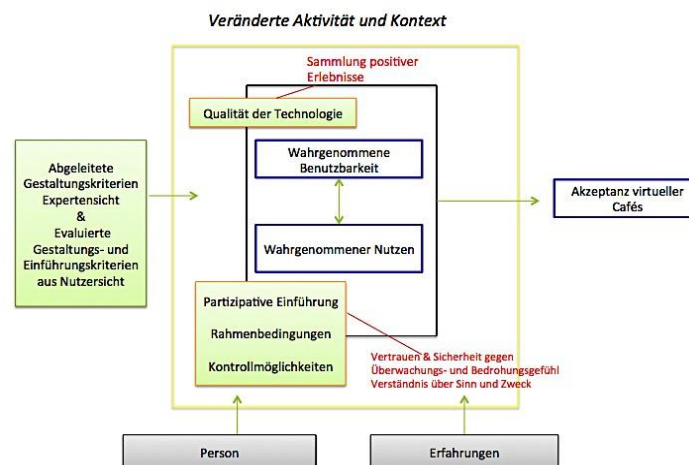 Veränderte Aktivität und Kontext
Sammlung positiver
Erlebnisse
Qualität der Technologie
Abgeleitete
Gestaltungskriterien
Expertensicht
&
Evaluierte
Gestaltungs- und
Einführungskriterien
aus Nutzersicht
Wahrgenommene
Benutzbarkeit
Wahrgenommener Nutzen
Akzeptanz virtueller
Cafés
Partizipative Einführung
Rahmenbedingungen
Kontrollmöglichkeiten
Vertrauen & Sicherheit gegen
Überwachungs- und Bedrohungsgefühl
Verständnis über Sinn und Zweck
Person
Erfahrungen